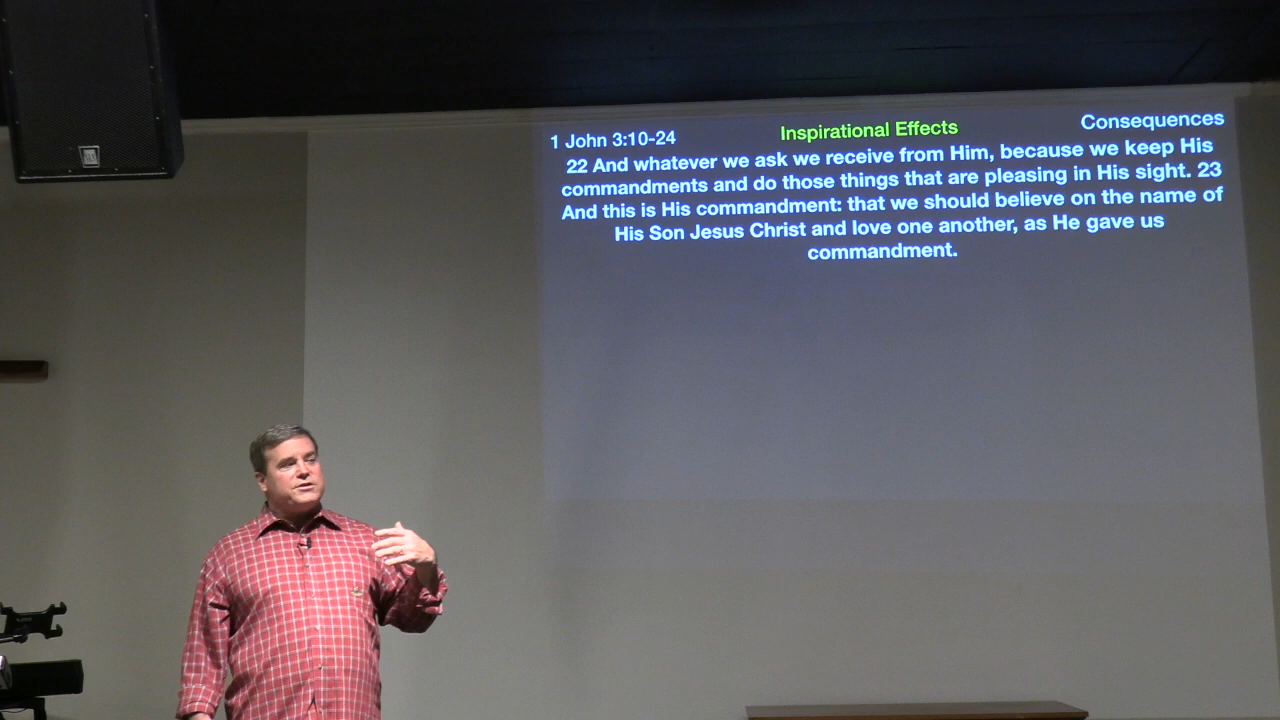 1 John 3:10-24 Inspirational Effects Consequences
22 And whatever we ask we receive from Him, because we keep His
commandments and do those things that are pleasing in His sight. 23
And this is His commandment: that we should believe on the name of
His Son Jesus Christ and love one another, as He gave us
commandment.